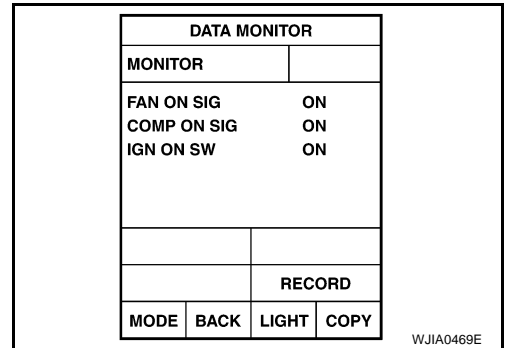 DATA MONITOR
MONITOR
FAN ON SIG ON
COMP ON SIG ON
IGN ON SW ON
RECORD
MODE BACK LIGHT COPY
WJIA0469E